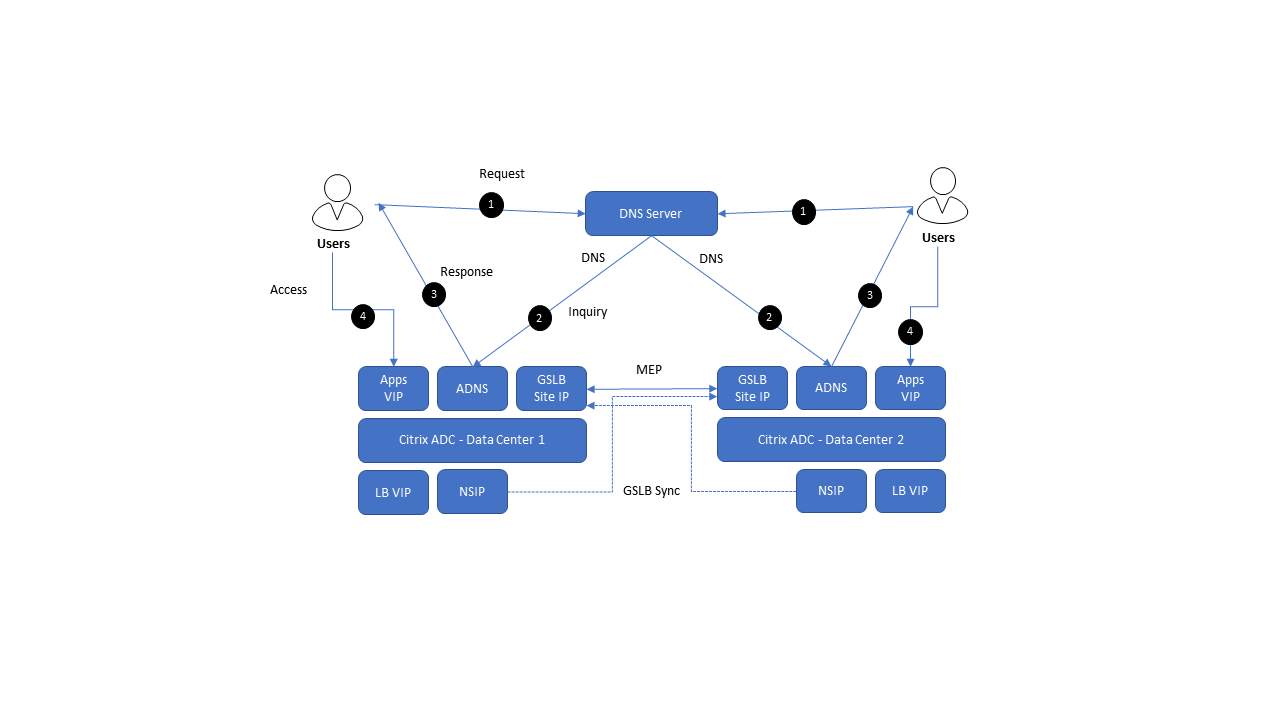 Request
1
DNS Server
1
Users
Users
DNS
DNS
Response
Access
3
3
Inquiry
4
2
2
4
Apps
VIP
ADNS
GSLB
Site IP
MEP
GSLB
Site IP
ADNS
Apps
VIP
Citrix ADC - Data Center 1
Citrix ADC - Data Center 2
LB VIP
NSIP
GSLB Sync
NSIP
LB VIP